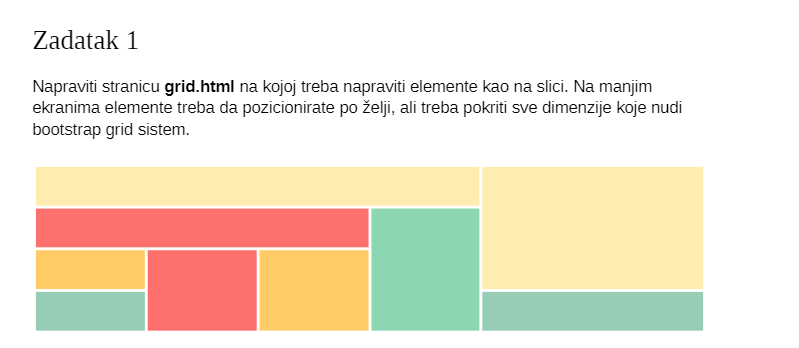 Zadatak 1
Napraviti stranicu grid.html na kojoj treba napraviti elemente kao na slici. Na manjim
ekranima elemente treba da pozicionirate po želji, ali treba pokriti sve dimenzije koje nudi
bootstrap grid sistem.